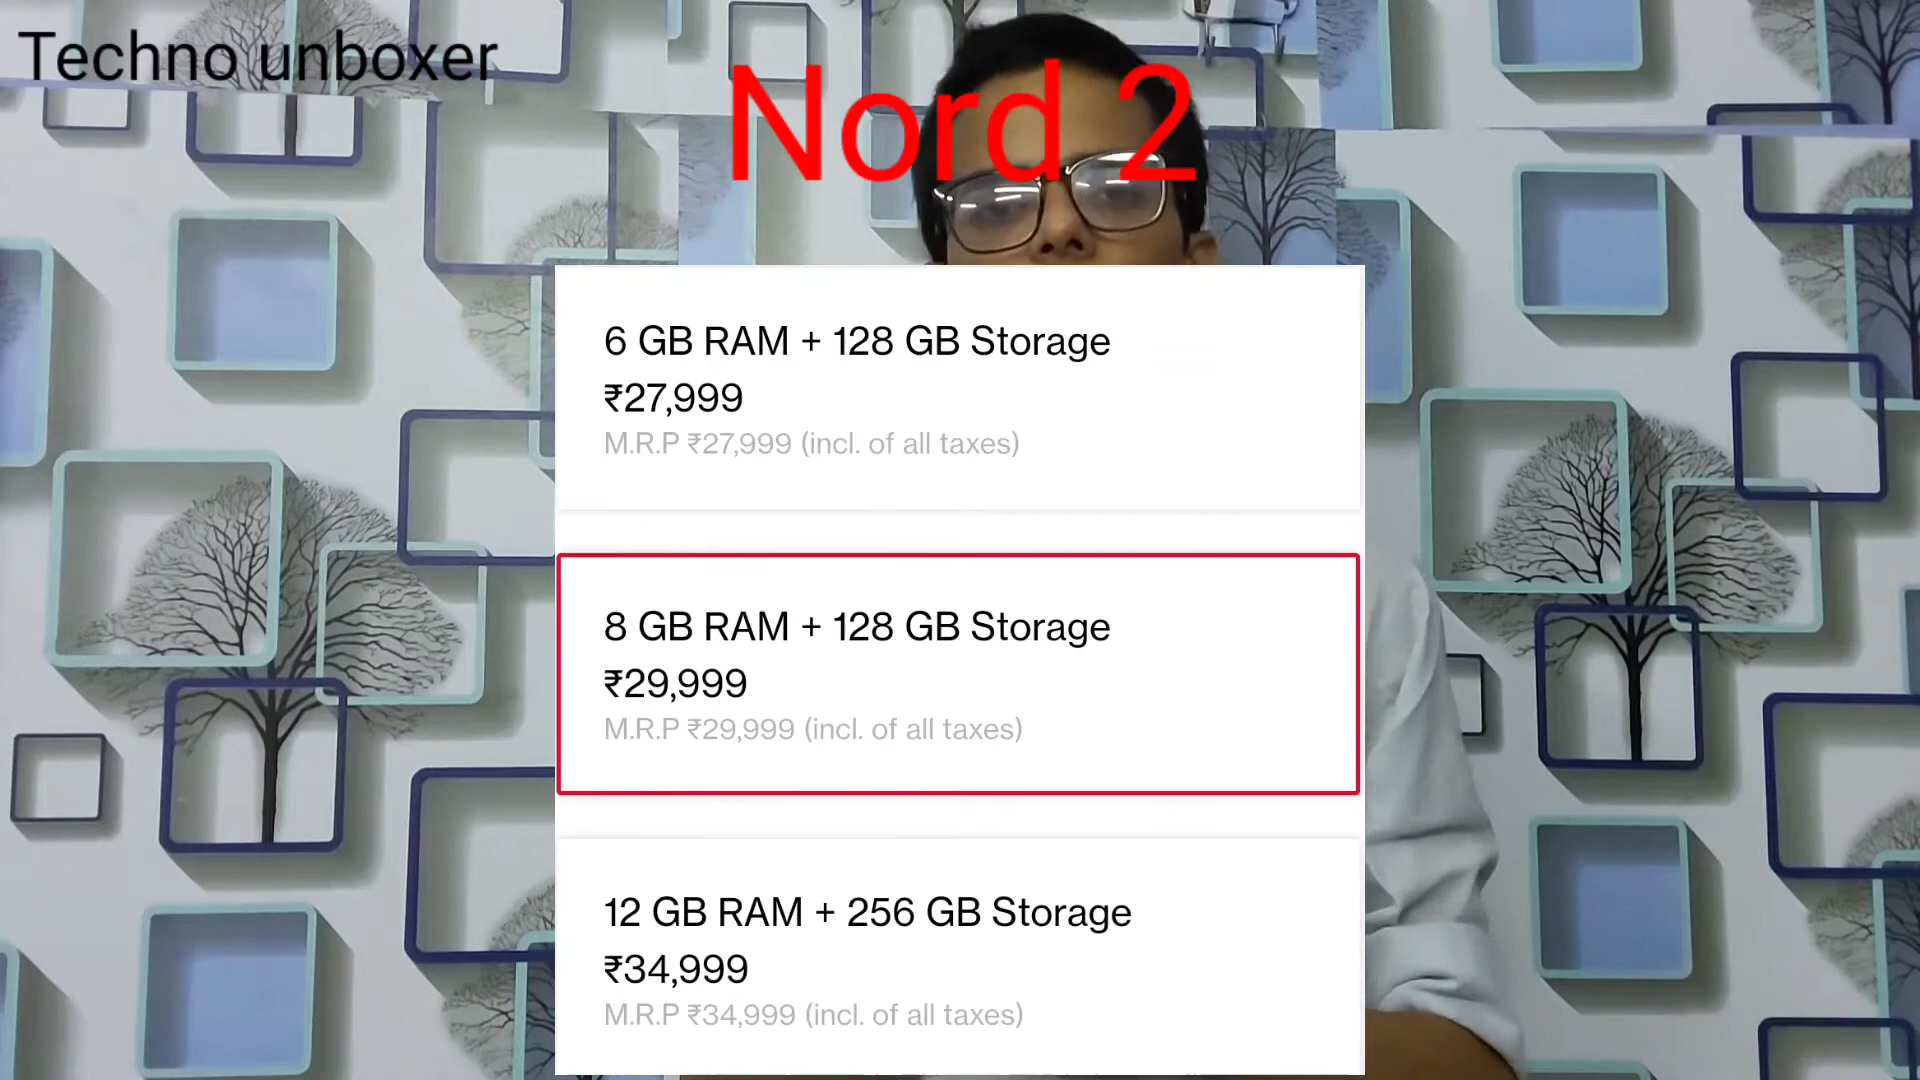 Techno unboxer
Nord 2
6 GB RAM + 128 GB Storage
₹27,999
M.R.P ₹27,999 (incl. of all taxes)
8 GB RAM + 128 GB Storage
₹29,999
M.R.P ₹29,999 (incl. of all taxes)
12 GB RAM + 256 GB Storage
₹34,999
M.R.P ₹34,999 (incl. of all taxes)